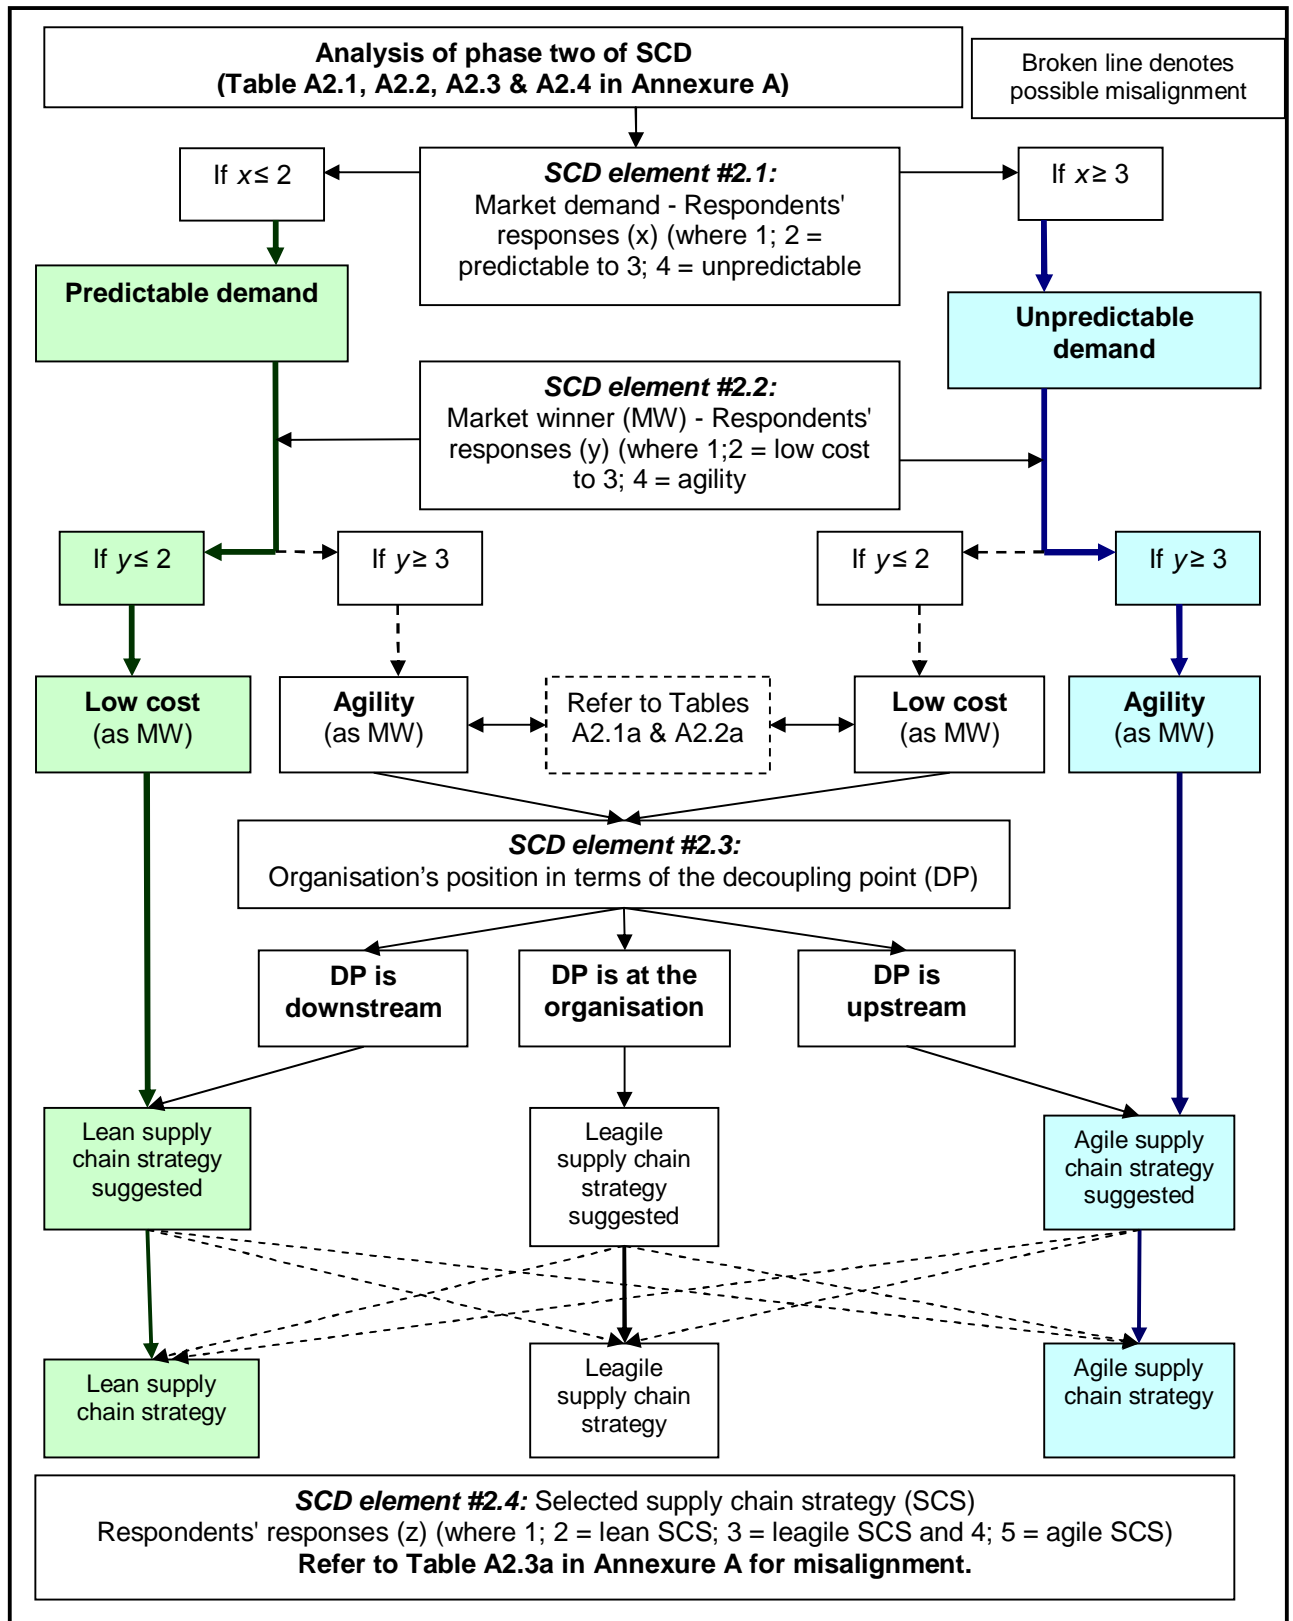 Analysis of phase two of SCD
(Table A2.1, A2.2, A2.3 & A2.4 in Annexure A)
Broken line denotes
possible misalignment
If x ≤ 2
SCD element #2.1:
Market demand - Respondents'
responses (x) (where 1; 2 =
predictable to 3; 4 = unpredictable
If x ≥ 3
Predictable demand
Unpredictable
demand
SCD element #2.2:
Market winner (MW) - Respondents'
responses (y) (where 1;2 = low cost
to 3; 4 = agility
If y ≤ 2
If y ≥ 3
If y ≤ 2
If y ≥ 3
Low cost
(as MW)
Agility
(as MW)
Refer to Tables
A2.1a & A2.2a
Low cost
(as MW)
Agility
(as MW)
SCD element #2.3:
Organisation’s position in terms of the decoupling point (DP)
DP is
downstream
DP is at the
organisation
DP is
upstream
Lean supply
chain strategy
suggested
Leagile
supply chain
strategy
suggested
Agile supply
chain strategy
suggested
Lean supply
chain strategy
Leagile
supply chain
strategy
Agile supply
chain strategy
SCD element #2.4: Selected supply chain strategy (SCS)
Respondents' responses (z) (where 1; 2 = lean SCS; 3 = leagile SCS and 4; 5 = agile SCS)
Refer to Table A2.3a in Annexure A for misalignment.